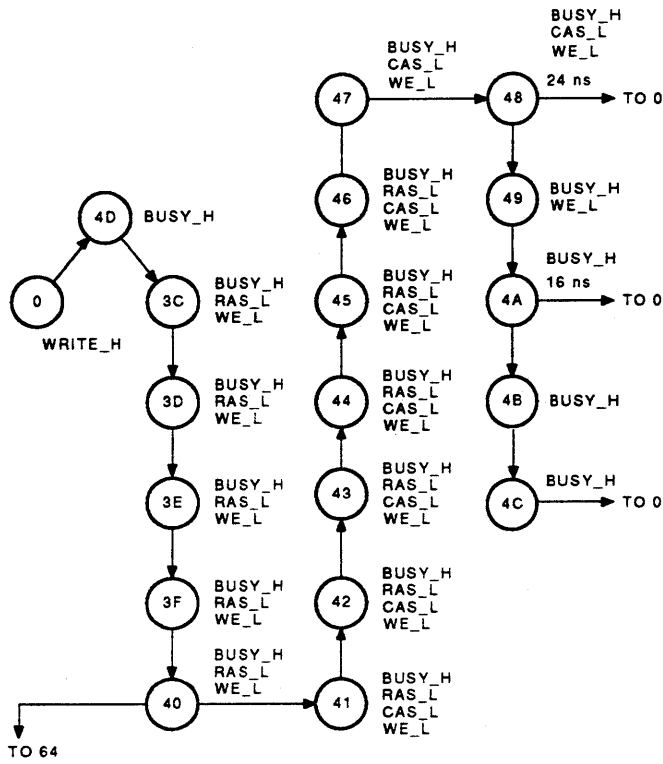 0
WRITE_H
4D
BUSY_H
3C
BUSY_H
RAS_L
WE_L
3D
BUSY_H
RAS_L
WE_L
3E
BUSY_H
RAS_L
WE_L
3F
BUSY_H
RAS_L
WE_L
40
BUSY_H
RAS_L
WE_L
TO 64
41
BUSY_H
RAS_L
CAS_L
WE_L
42
BUSY_H
RAS_L
CAS_L
WE_L
43
BUSY_H
RAS_L
CAS_L
WE_L
44
BUSY_H
RAS_L
CAS_L
WE_L
45
BUSY_H
RAS_L
CAS_L
WE_L
46
BUSY_H
RAS_L
CAS_L
WE_L
47
BUSY_H
CAS_L
WE_L
48
BUSY_H
CAS_L
WE_L
24 ns
TO 0
49
BUSY_H
WE_L
4A
BUSY_H
16 ns
TO 0
4B
BUSY_H
4C
BUSY_H
TO 0